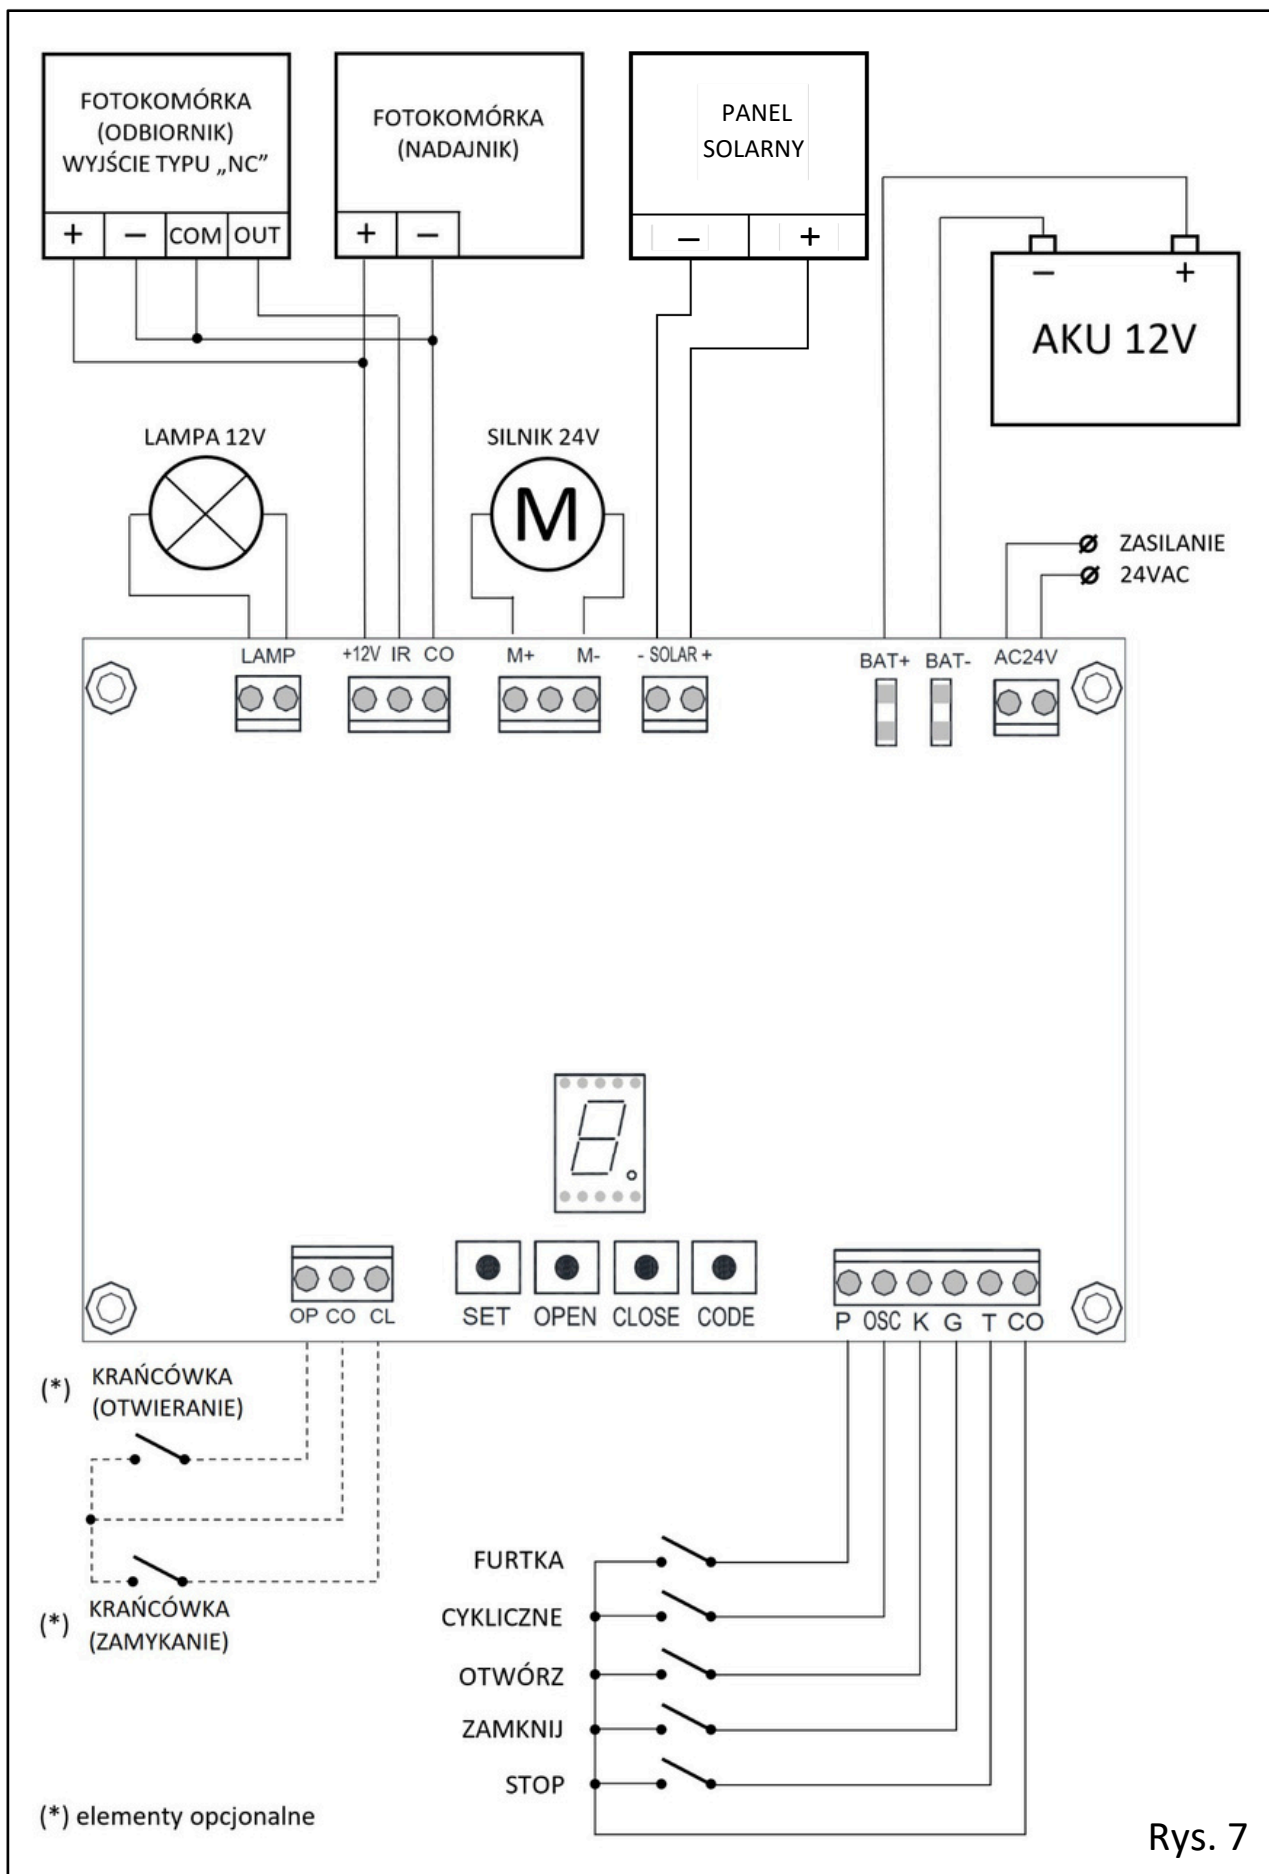 FOTOKOMÓRKA
(ODBIORNIK)
WYJŚCIE TYPU „NC”
+ − COM OUT
FOTOKOMÓRKA
(NADAJNIK)
+ −
PANEL
SOLARNY
− +
− +
AKU 12V
LAMPA 12V
SILNIK 24V
M
ZASILANIE
24VAC
LAMP
+12V IR CO
M+ M-
- SOLAR +
BAT+ BAT-
AC24V
8.
OP CO CL
SET OPEN CLOSE CODE
P OSC K G T CO
(*) KRAŃCÓWKA
(OTWIERANIE)
(*) KRAŃCÓWKA
(ZAMYKANIE)
FURTKA
CYKLICZNE
OTWÓRZ
ZAMKNIJ
STOP
(*) elementy opcjonalne
Rys. 7